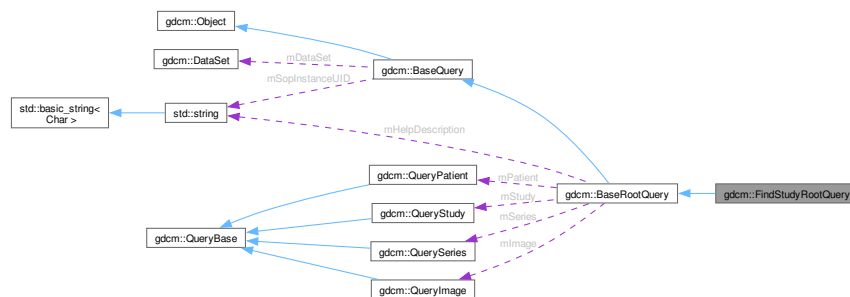 gdcm::Object
gdcm::DataSet
mDataSet
gdcm::BaseQuery
mSopInstanceUID
std::basic_string<
Char >
std::string
mHelpDescription
gdcm::QueryPatient
mPatient
gdcm::BaseRootQuery
gdcm::FindStudyRootQuery
mStudy
gdcm::QueryStudy
mSeries
gdcm::QueryBase
gdcm::QuerySeries
mImage
gdcm::QueryImage